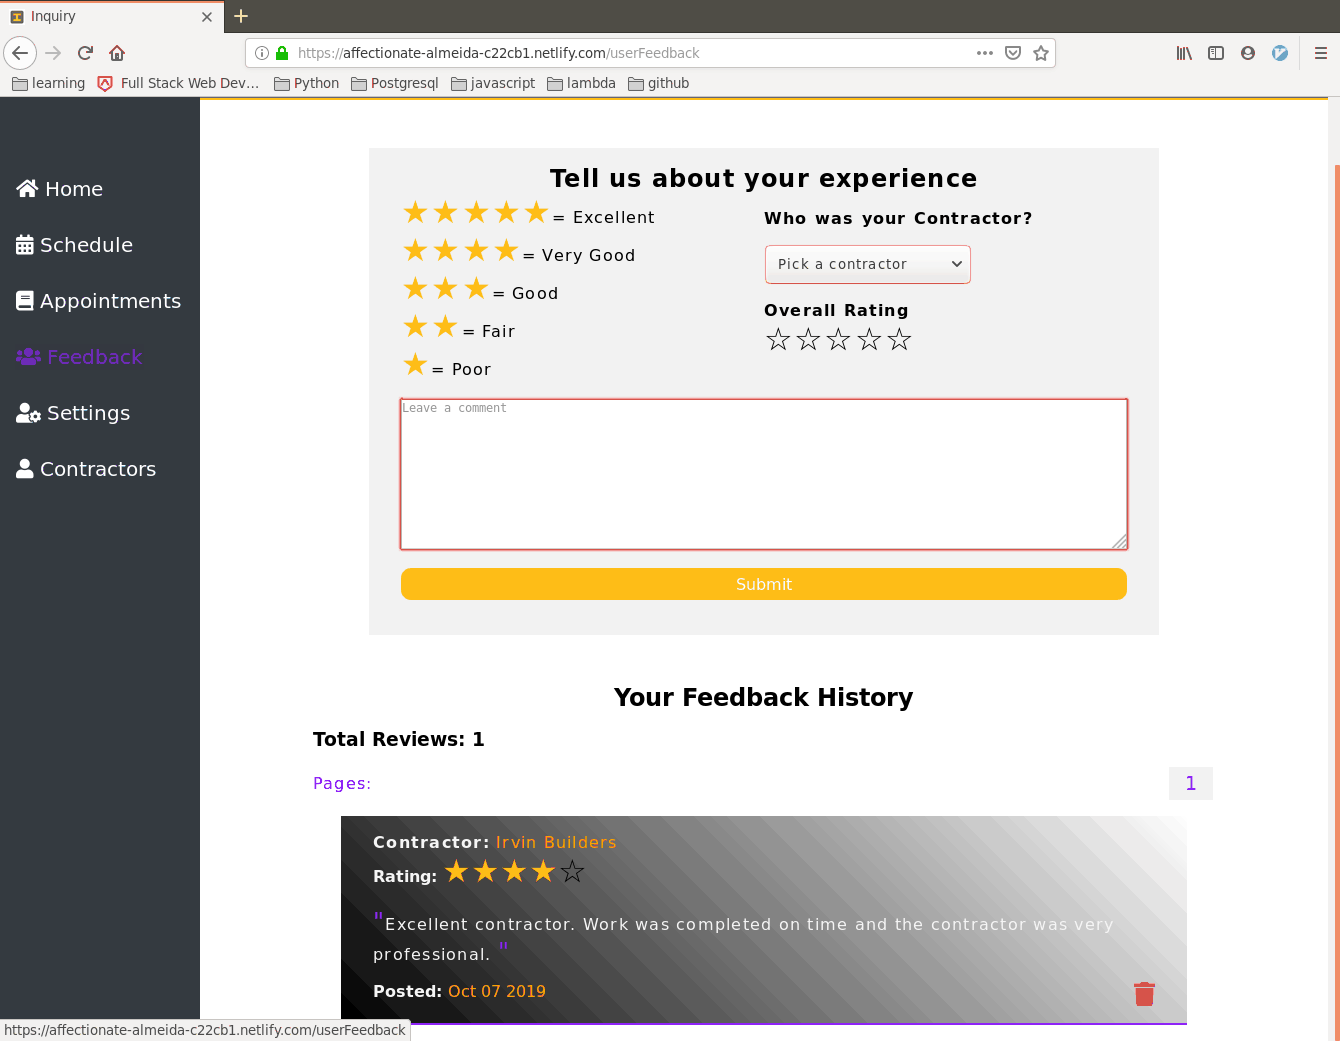 Inquiry
https://affectionate-almeida-c22cb1.netlify.com/userFeedback
learning Full Stack Web Dev… Python Postgresql javascript lambda github
Home
Schedule
Appointments
Feedback
Settings
Contractors
Tell us about your experience
★★★★★ = Excellent
★★★★ = Very Good
★★★ = Good
★★ = Fair
★ = Poor
Who was your Contractor?
Pick a contractor
Overall Rating
☆☆☆☆☆
Leave a comment
Submit
Your Feedback History
Total Reviews: 1
Pages: 1
Contractor: Irvin Builders
Rating: ★★★★☆
"Excellent contractor. Work was completed on time and the contractor was very
professional. "
Posted: Oct 07 2019
https://affectionate-almeida-c22cb1.netlify.com/userFeedback